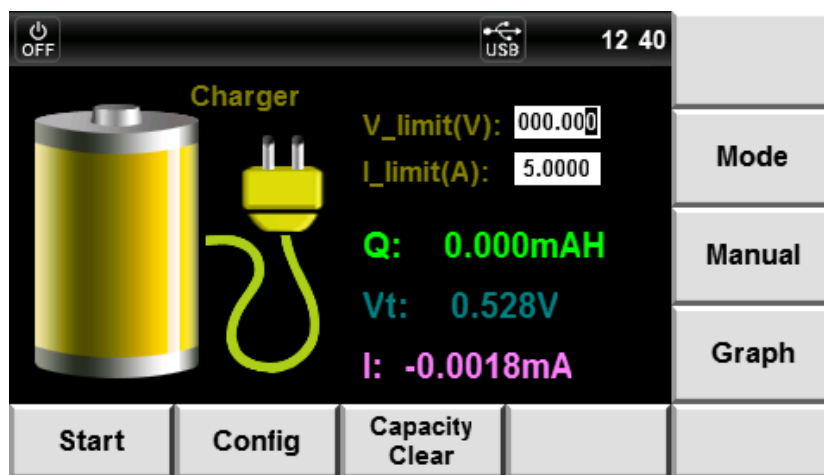 OFF
USB
12 40
Charger
V_limit(V): 000.000
I_limit(A): 5.0000
Q: 0.000mAH
Vt: 0.528V
I: -0.0018mA
Mode
Manual
Graph
Start
Config
Capacity
Clear